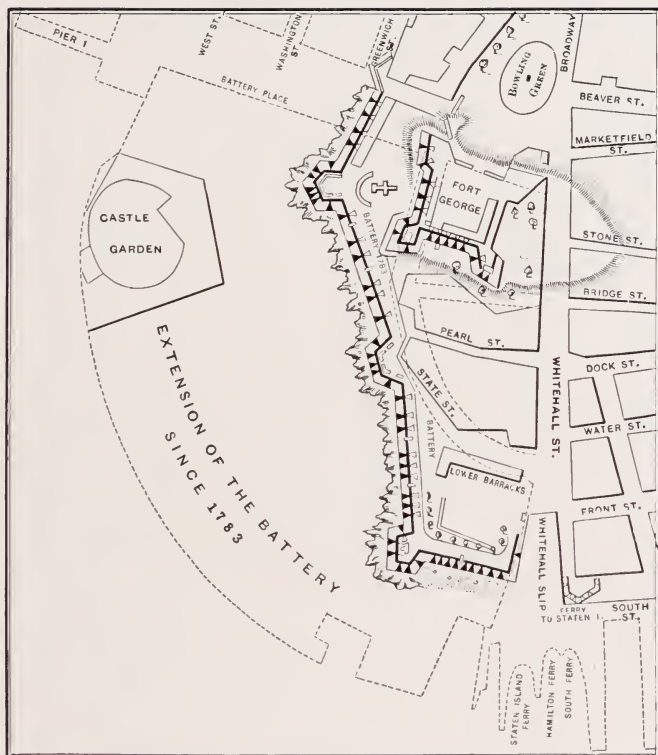 PIER 1
WEST ST.
WASHINGTON
ST.
GREENWICH
ST.
BATTERY PLACE
BOWLING
GREEN
BROADWAY
BEAVER ST.
MARKETFIELD
ST.
FORT
GEORGE
BATTERY 1783
STONE ST.
BRIDGE ST.
CASTLE
GARDEN
PEARL ST.
STATE ST.
BATTERY
WHITEHALL ST.
DOCK ST.
WATER ST.
EXTENSION OF THE BATTERY
SINCE 1783
LOWER BARRACKS
FRONT ST.
WHITEHALL SLIP
FERRY
TO STATEN I.
SOUTH
ST.
STATEN ISLAND
FERRY
HAMILTON FERRY
SOUTH FERRY